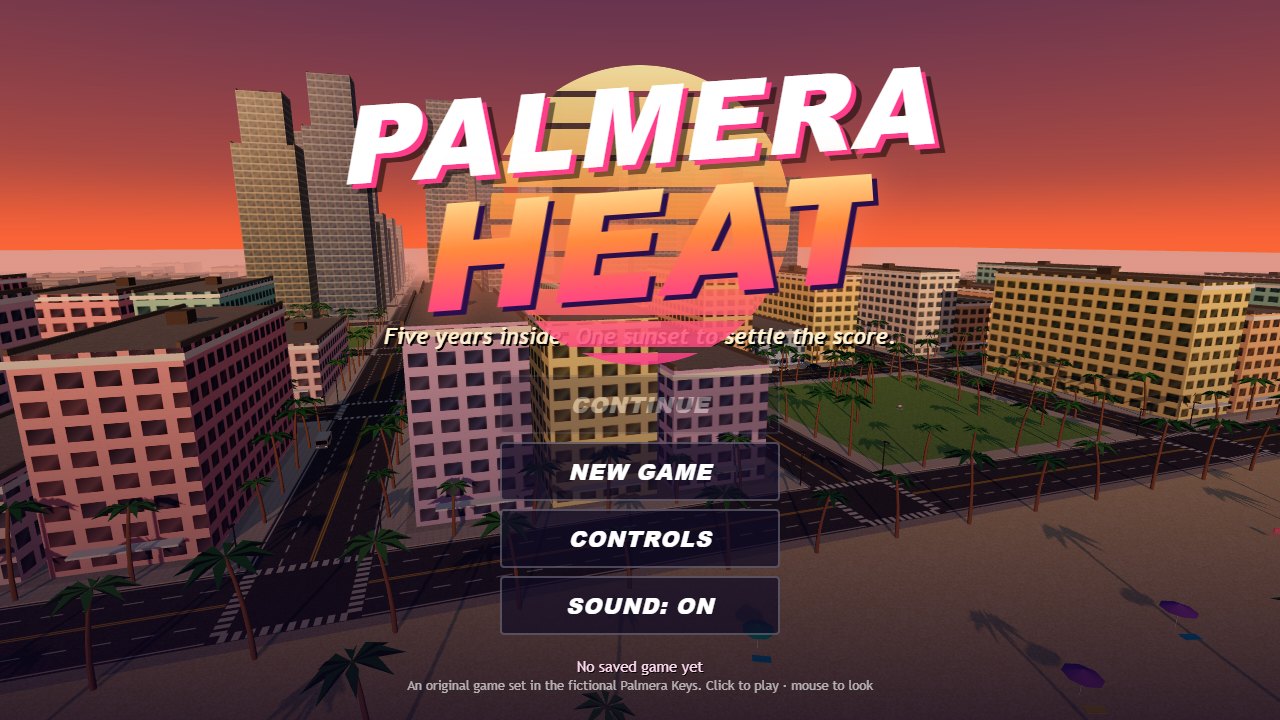 PALMERA
HEAT
Five years inside. One sunset to settle the score.
CONTINUE
NEW GAME
CONTROLS
SOUND: ON
No saved game yet
An original game set in the fictional Palmera Keys. Click to play · mouse to look